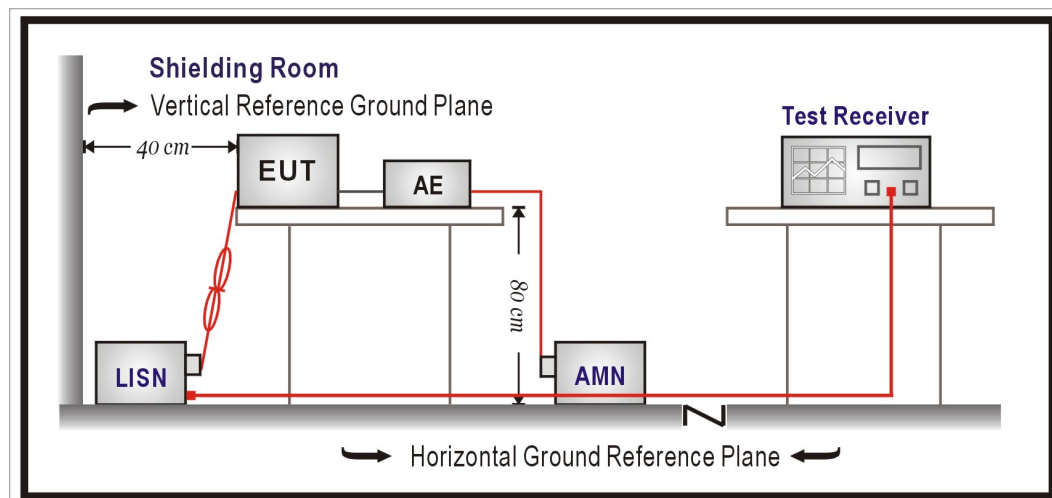 Shielding Room
Vertical Reference Ground Plane
Test Receiver
40 cm
EUT
AE
80 cm
LISN
AMN
Horizontal Ground Reference Plane